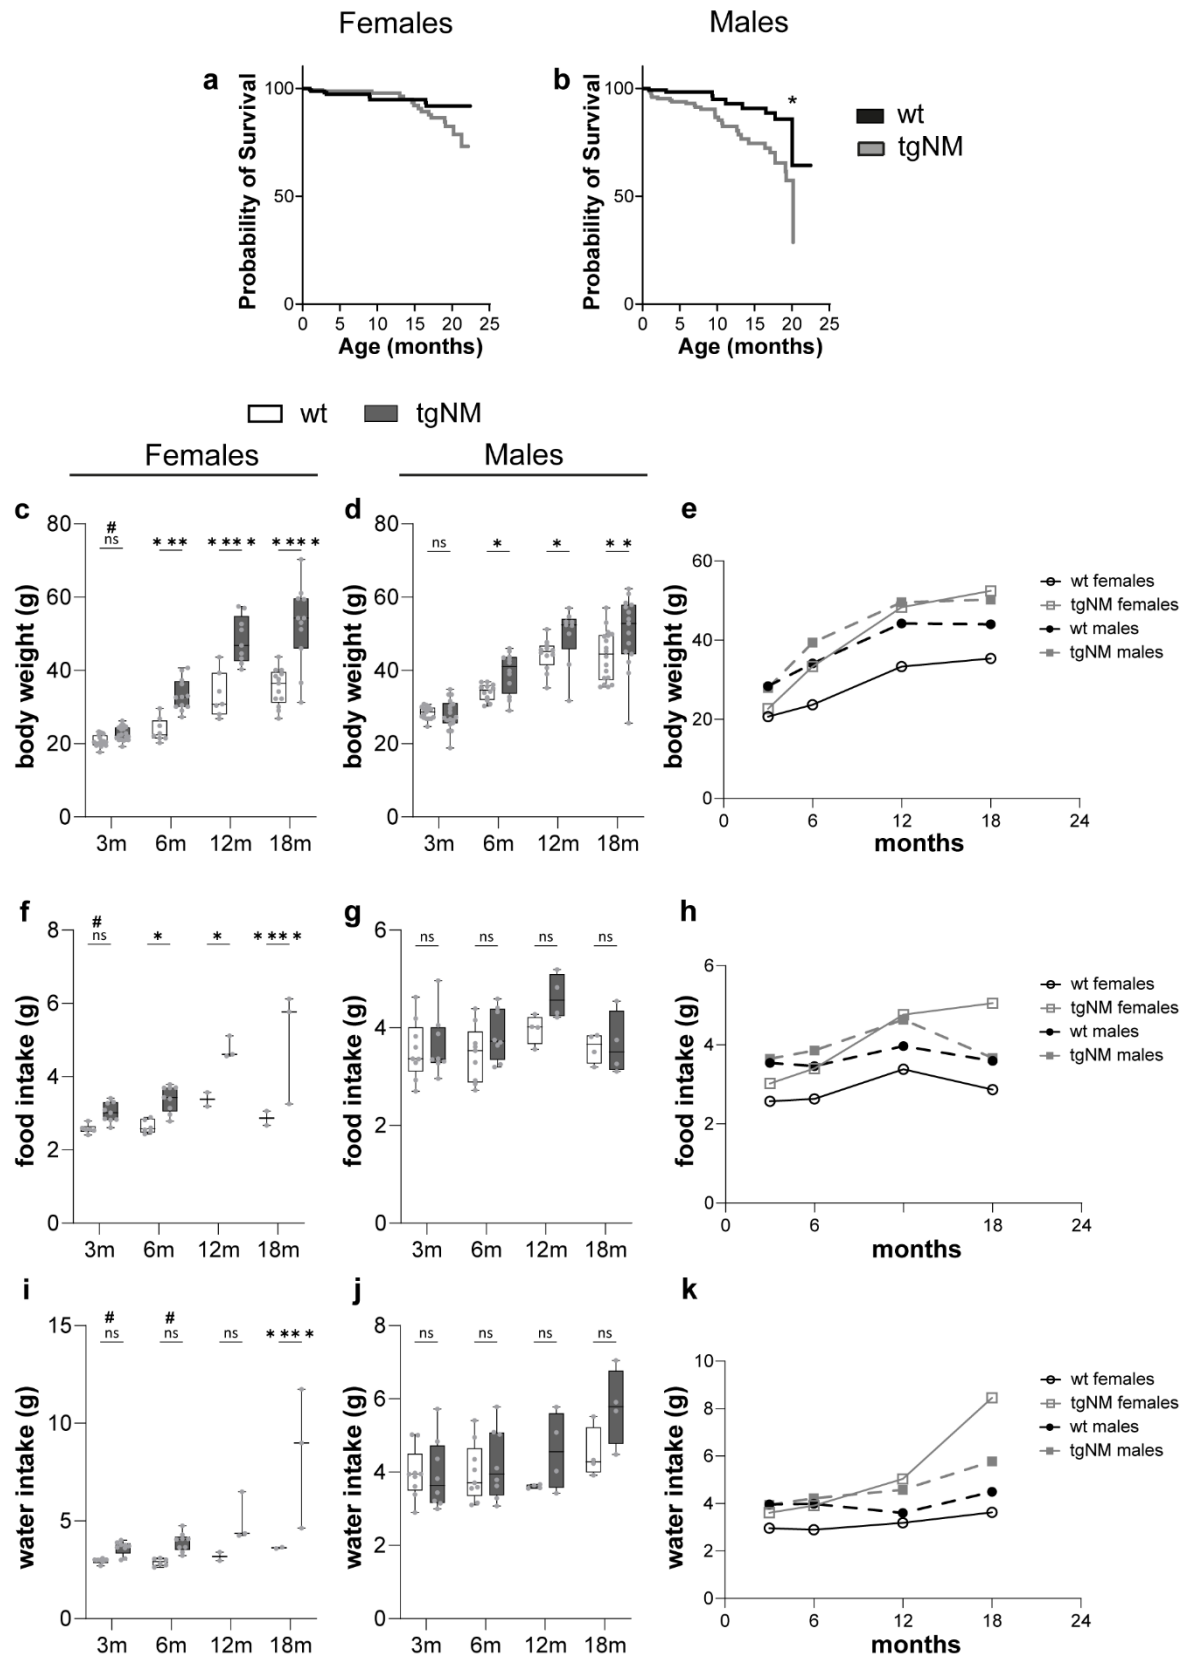 Females
Males
a
b
Probability of Survival
100
50
0
0 5 10 15 20 25
Age (months)
Probability of Survival
100
50
0
*
0 5 10 15 20 25
Age (months)
wt
tgNM
wt
tgNM
Females
Males
c
body weight (g)
80
60
40
20
0
#
ns
* ***
* *** *
* *** *
3m 6m 12m 18m
d
body weight (g)
80
60
40
20
0
ns
*
*
* *
3m 6m 12m 18m
e
body weight (g)
60
40
20
0
0 6 12 18 24
months
wt females
tgNM females
wt males
tgNM males
f
food intake (g)
8
6
4
2
0
#
ns
*
*
* *** *
3m 6m 12m 18m
g
food intake (g)
6
4
2
0
ns
ns
ns
ns
3m 6m 12m 18m
h
food intake (g)
6
4
2
0
0 6 12 18 24
months
wt females
tgNM females
wt males
tgNM males
i
water intake (g)
15
10
5
0
#
ns
#
ns
ns
* *** *
3m 6m 12m 18m
j
water intake (g)
8
6
4
2
0
ns
ns
ns
ns
3m 6m 12m 18m
k
water intake (g)
10
8
6
4
2
0
0 6 12 18 24
months
wt females
tgNM females
wt males
tgNM males